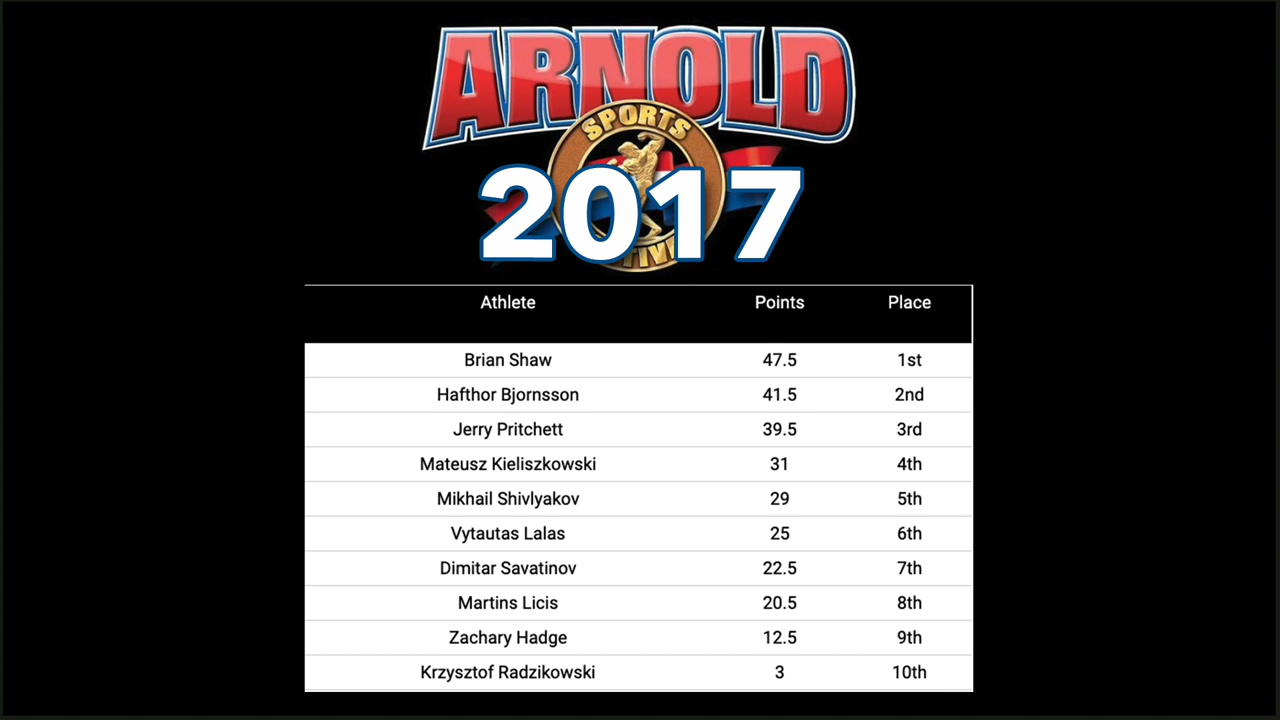 ARNOLD
SPORTS
2017
Athlete Points Place
Brian Shaw 47.5 1st
Hafthor Bjornsson 41.5 2nd
Jerry Pritchett 39.5 3rd
Mateusz Kieliszkowski 31 4th
Mikhail Shivlyakov 29 5th
Vytautas Lalas 25 6th
Dimitar Savatinov 22.5 7th
Martins Licis 20.5 8th
Zachary Hadge 12.5 9th
Krzysztof Radzikowski 3 10th